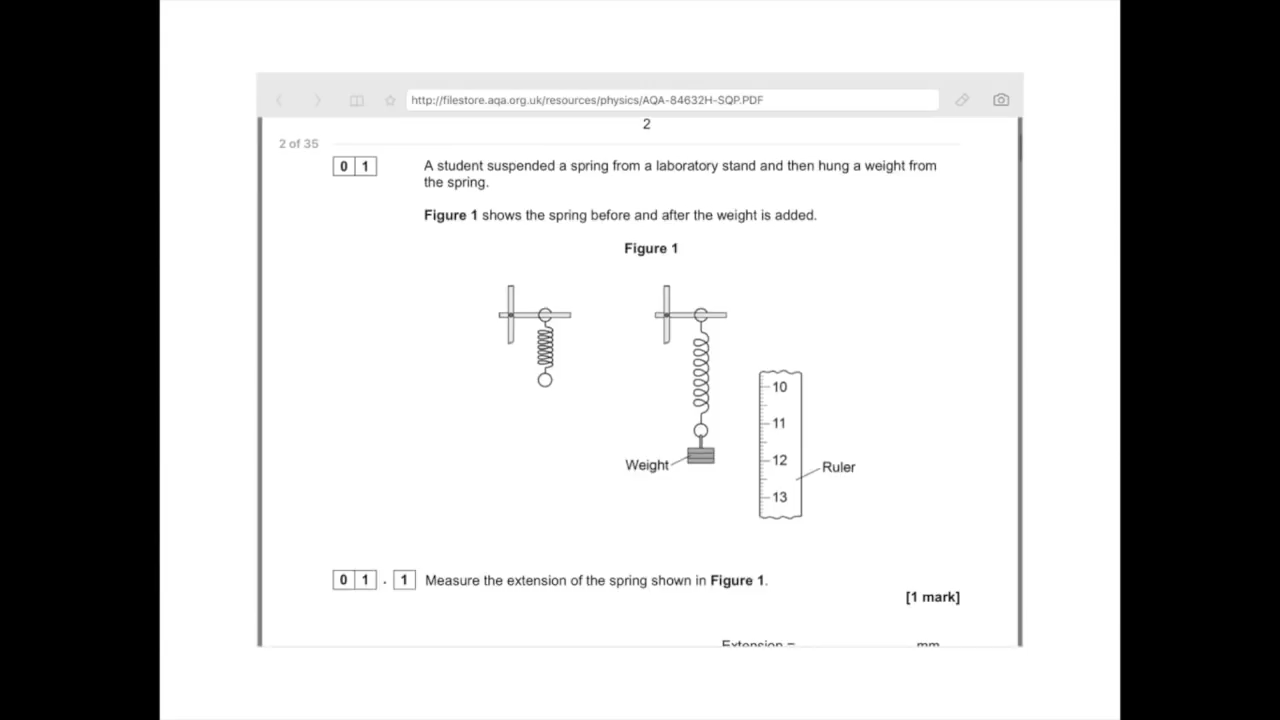 http://filestore.aqa.org.uk/resources/physics/AQA-84632H-SQP.PDF
2
2 of 35
0 1
A student suspended a spring from a laboratory stand and then hung a weight from
the spring.
Figure 1 shows the spring before and after the weight is added.
Figure 1
10
11
12
13
Weight
Ruler
0 1 . 1 Measure the extension of the spring shown in Figure 1.
[1 mark]
Extension = mm